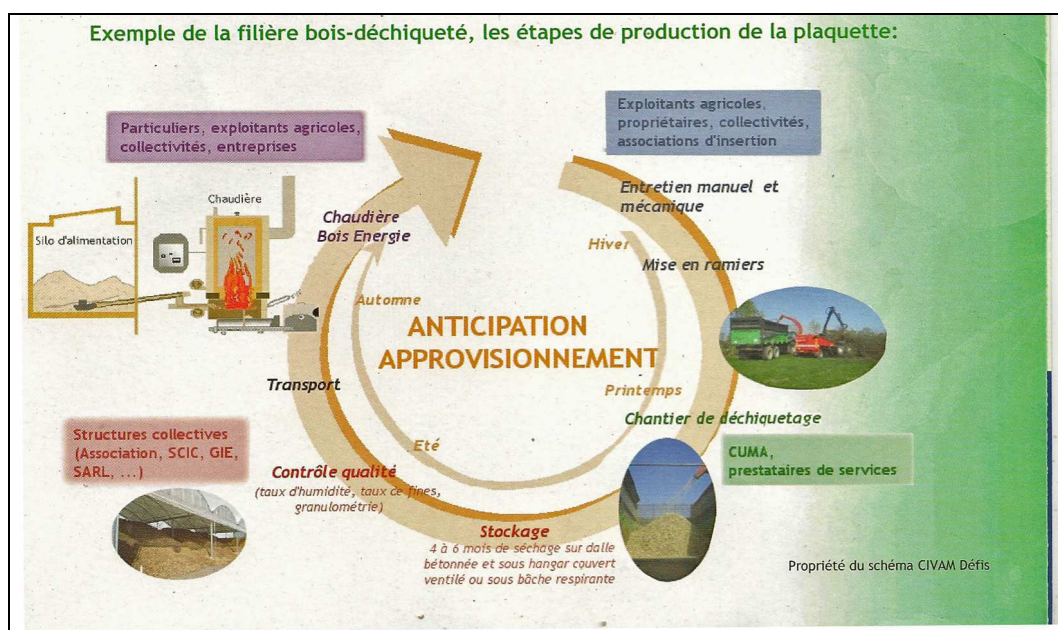 Exemple de la filière bois-déchiqueté, les étapes de production de la plaquette:
Particuliers, exploitants agricoles,
collectivités, entreprises
Exploitants agricoles,
propriétaires, collectivités,
associations d'insertion
Entretien manuel et
mécanique
Chaudière
Silo d'alimentation
Chaudière
Bois Energie
Hiver
Mise en ramiers
Automne
ANTICIPATION
APPROVISIONNEMENT
Printemps
Transport
Chantier de déchiquetage
Structures collectives
(Association, SCIC, GIE,
SARL, ...)
Eté
CUMA,
prestataires de services
Contrôle qualité
(taux d'humidité, taux de fines,
granulométrie)
Stockage
4 à 6 mois de séchage sur dalle
bétonnée et sous hangar couvert
ventilé ou sous bâche respirante
Propriété du schéma CIVAM Défis